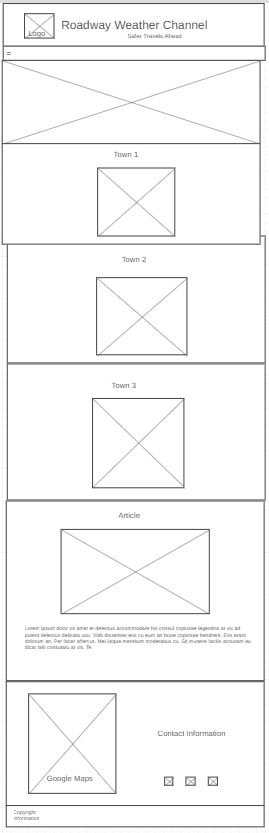 Logo
Roadway Weather Channel
Safer Travels Ahead
=
Town 1
Town 2
Town 3
Article
Lorem ipsum dolor sit amet et delectus accommodare his consul copiosae legendos at vix ad
putent delectus delicata usu. Vidit dissentiet eos cu eum an brute copiosae hendrerit. Eos erant
dolorum an. Per facer affert ut. Mei iisque mentitum moderatius cu. Sit munere facilis accusam eu
dicat falli consulatu at vis. Te
Google Maps
Contact Information
Copyright
Information